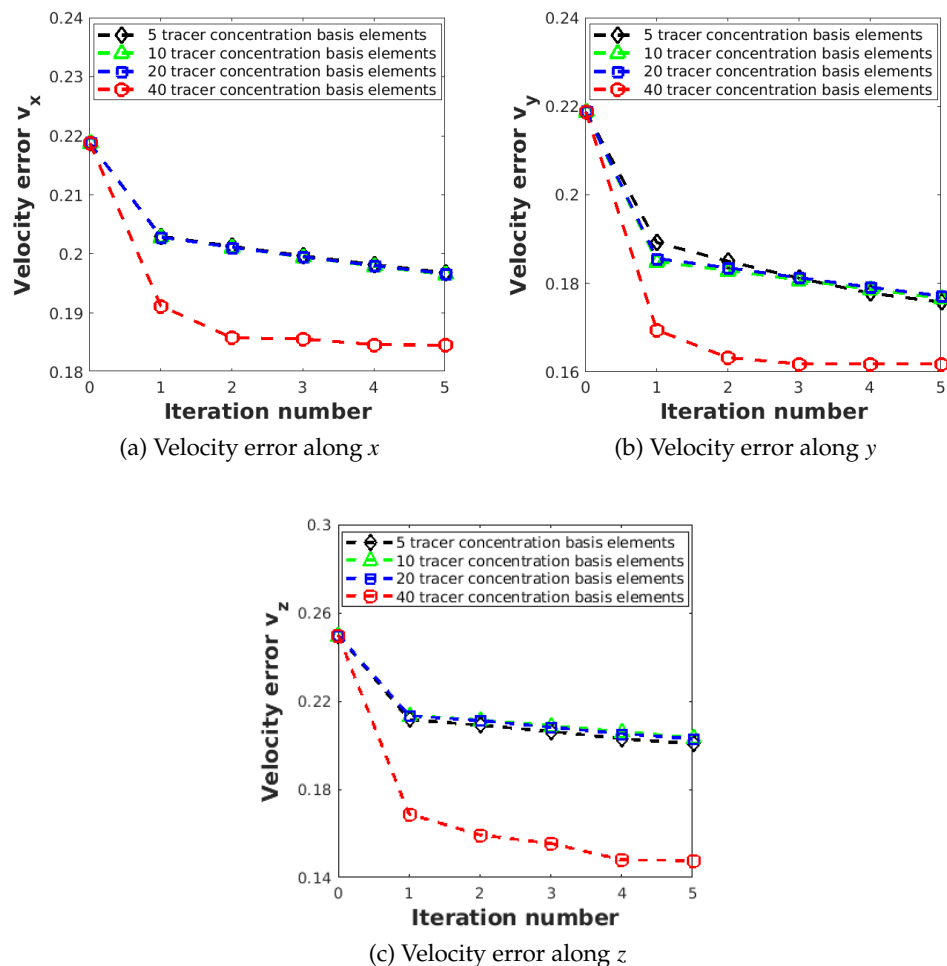 0.24
0.23
0.22
0.21
0.2
0.19
0.18
Velocity error v_x
5 tracer concentration basis elements
10 tracer concentration basis elements
20 tracer concentration basis elements
40 tracer concentration basis elements
0 1 2 3 4 5
Iteration number
(a) Velocity error along x
0.24
0.22
0.2
0.18
0.16
Velocity error v_y
5 tracer concentration basis elements
10 tracer concentration basis elements
20 tracer concentration basis elements
40 tracer concentration basis elements
0 1 2 3 4 5
Iteration number
(b) Velocity error along y
0.3
0.26
0.22
0.18
0.14
Velocity error v_z
5 tracer concentration basis elements
10 tracer concentration basis elements
20 tracer concentration basis elements
40 tracer concentration basis elements
0 1 2 3 4 5
Iteration number
(c) Velocity error along z